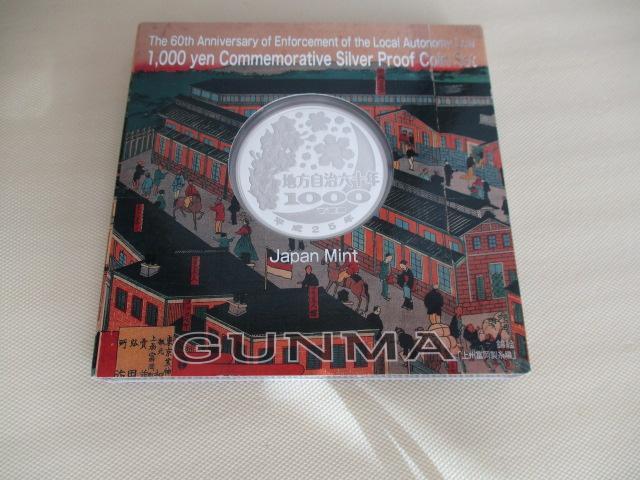 The 60th Anniversary of Enforcement of the Local Autonomy Law
1,000 yen Commemorative Silver Proof Coin Set
地方自治六十年
1000
平成25年
Japan Mint
GUNMA
錦絵
「上州富岡製糸場」